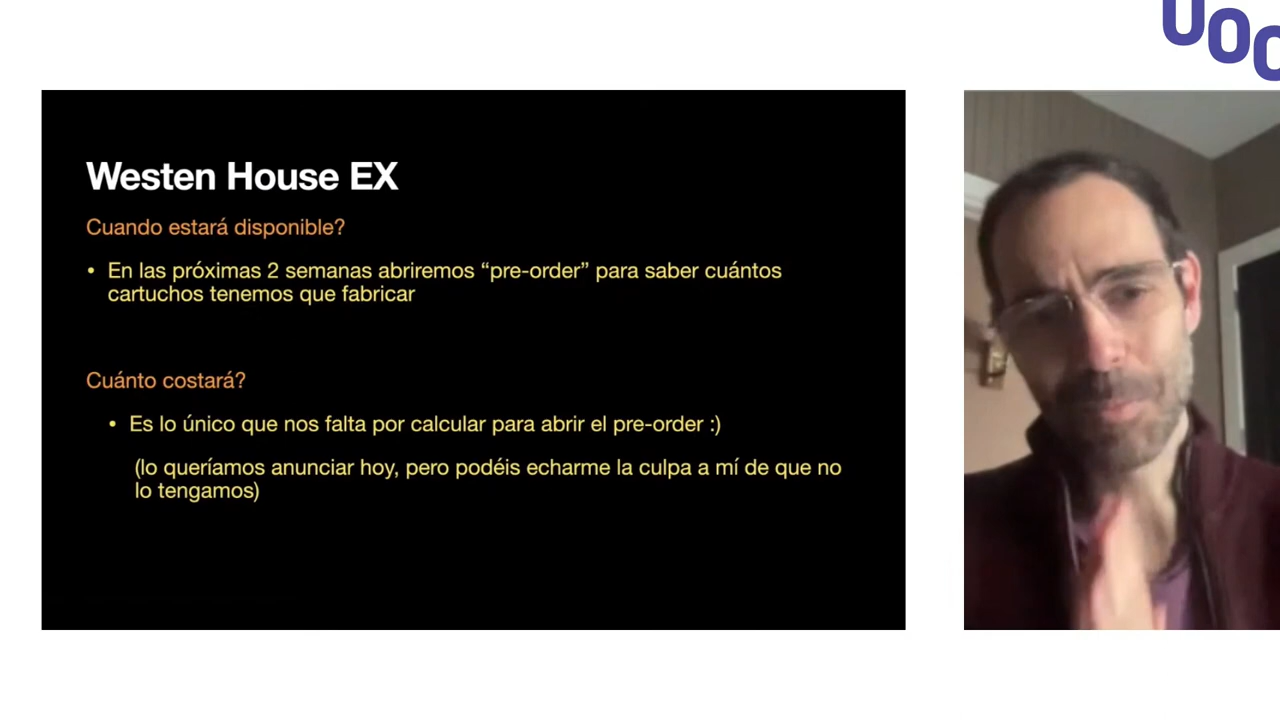 UOC
Westen House EX
Cuando estará disponible?
• En las próximas 2 semanas abriremos “pre-order” para saber cuántos
cartuchos tenemos que fabricar
Cuánto costará?
• Es lo único que nos falta por calcular para abrir el pre-order :)
(lo queríamos anunciar hoy, pero podéis echarme la culpa a mí de que no
lo tengamos)